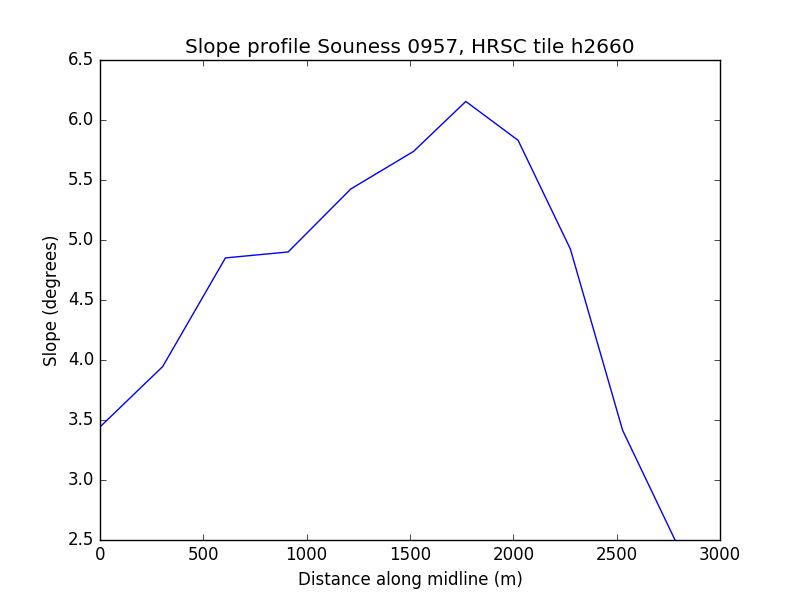 Slope profile Souness 0957, HRSC tile h2660
6.5
6.0
5.5
5.0
4.5
4.0
3.5
3.0
2.5
Slope (degrees)
0 500 1000 1500 2000 2500 3000
Distance along midline (m)